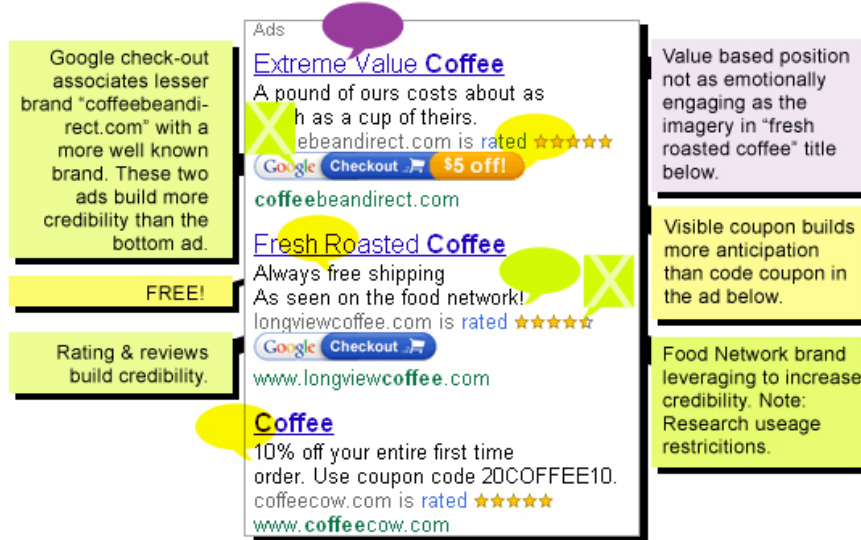 Google check-out
associates lesser
brand "coffeebeandi-
rect.com" with a
more well known
brand. These two
ads build more
credibility than the
bottom ad.
FREE!
Rating & reviews
build credibility.
Ads
Extreme Value Coffee
A pound of ours costs about as
h as a cup of theirs.
ebeandirect.com is rated
Google Checkout $5 off!
coffeebeandirect.com
Fresh Roasted Coffee
Always free shipping
As seen on the food network!
longviewcoffee.com is rated
Google Checkout
www.longviewcoffee.com
Coffee
10% off your entire first time
order. Use coupon code 20COFFEE10.
coffeecow.com is rated
www.coffeecow.com
Value based position
not as emotionally
engaging as the
imagery in "fresh
roasted coffee" title
below.
Visible coupon builds
more anticipation
than code coupon in
the ad below.
Food Network brand
leveraging to increase
credibility. Note:
Research useage
restricitions.